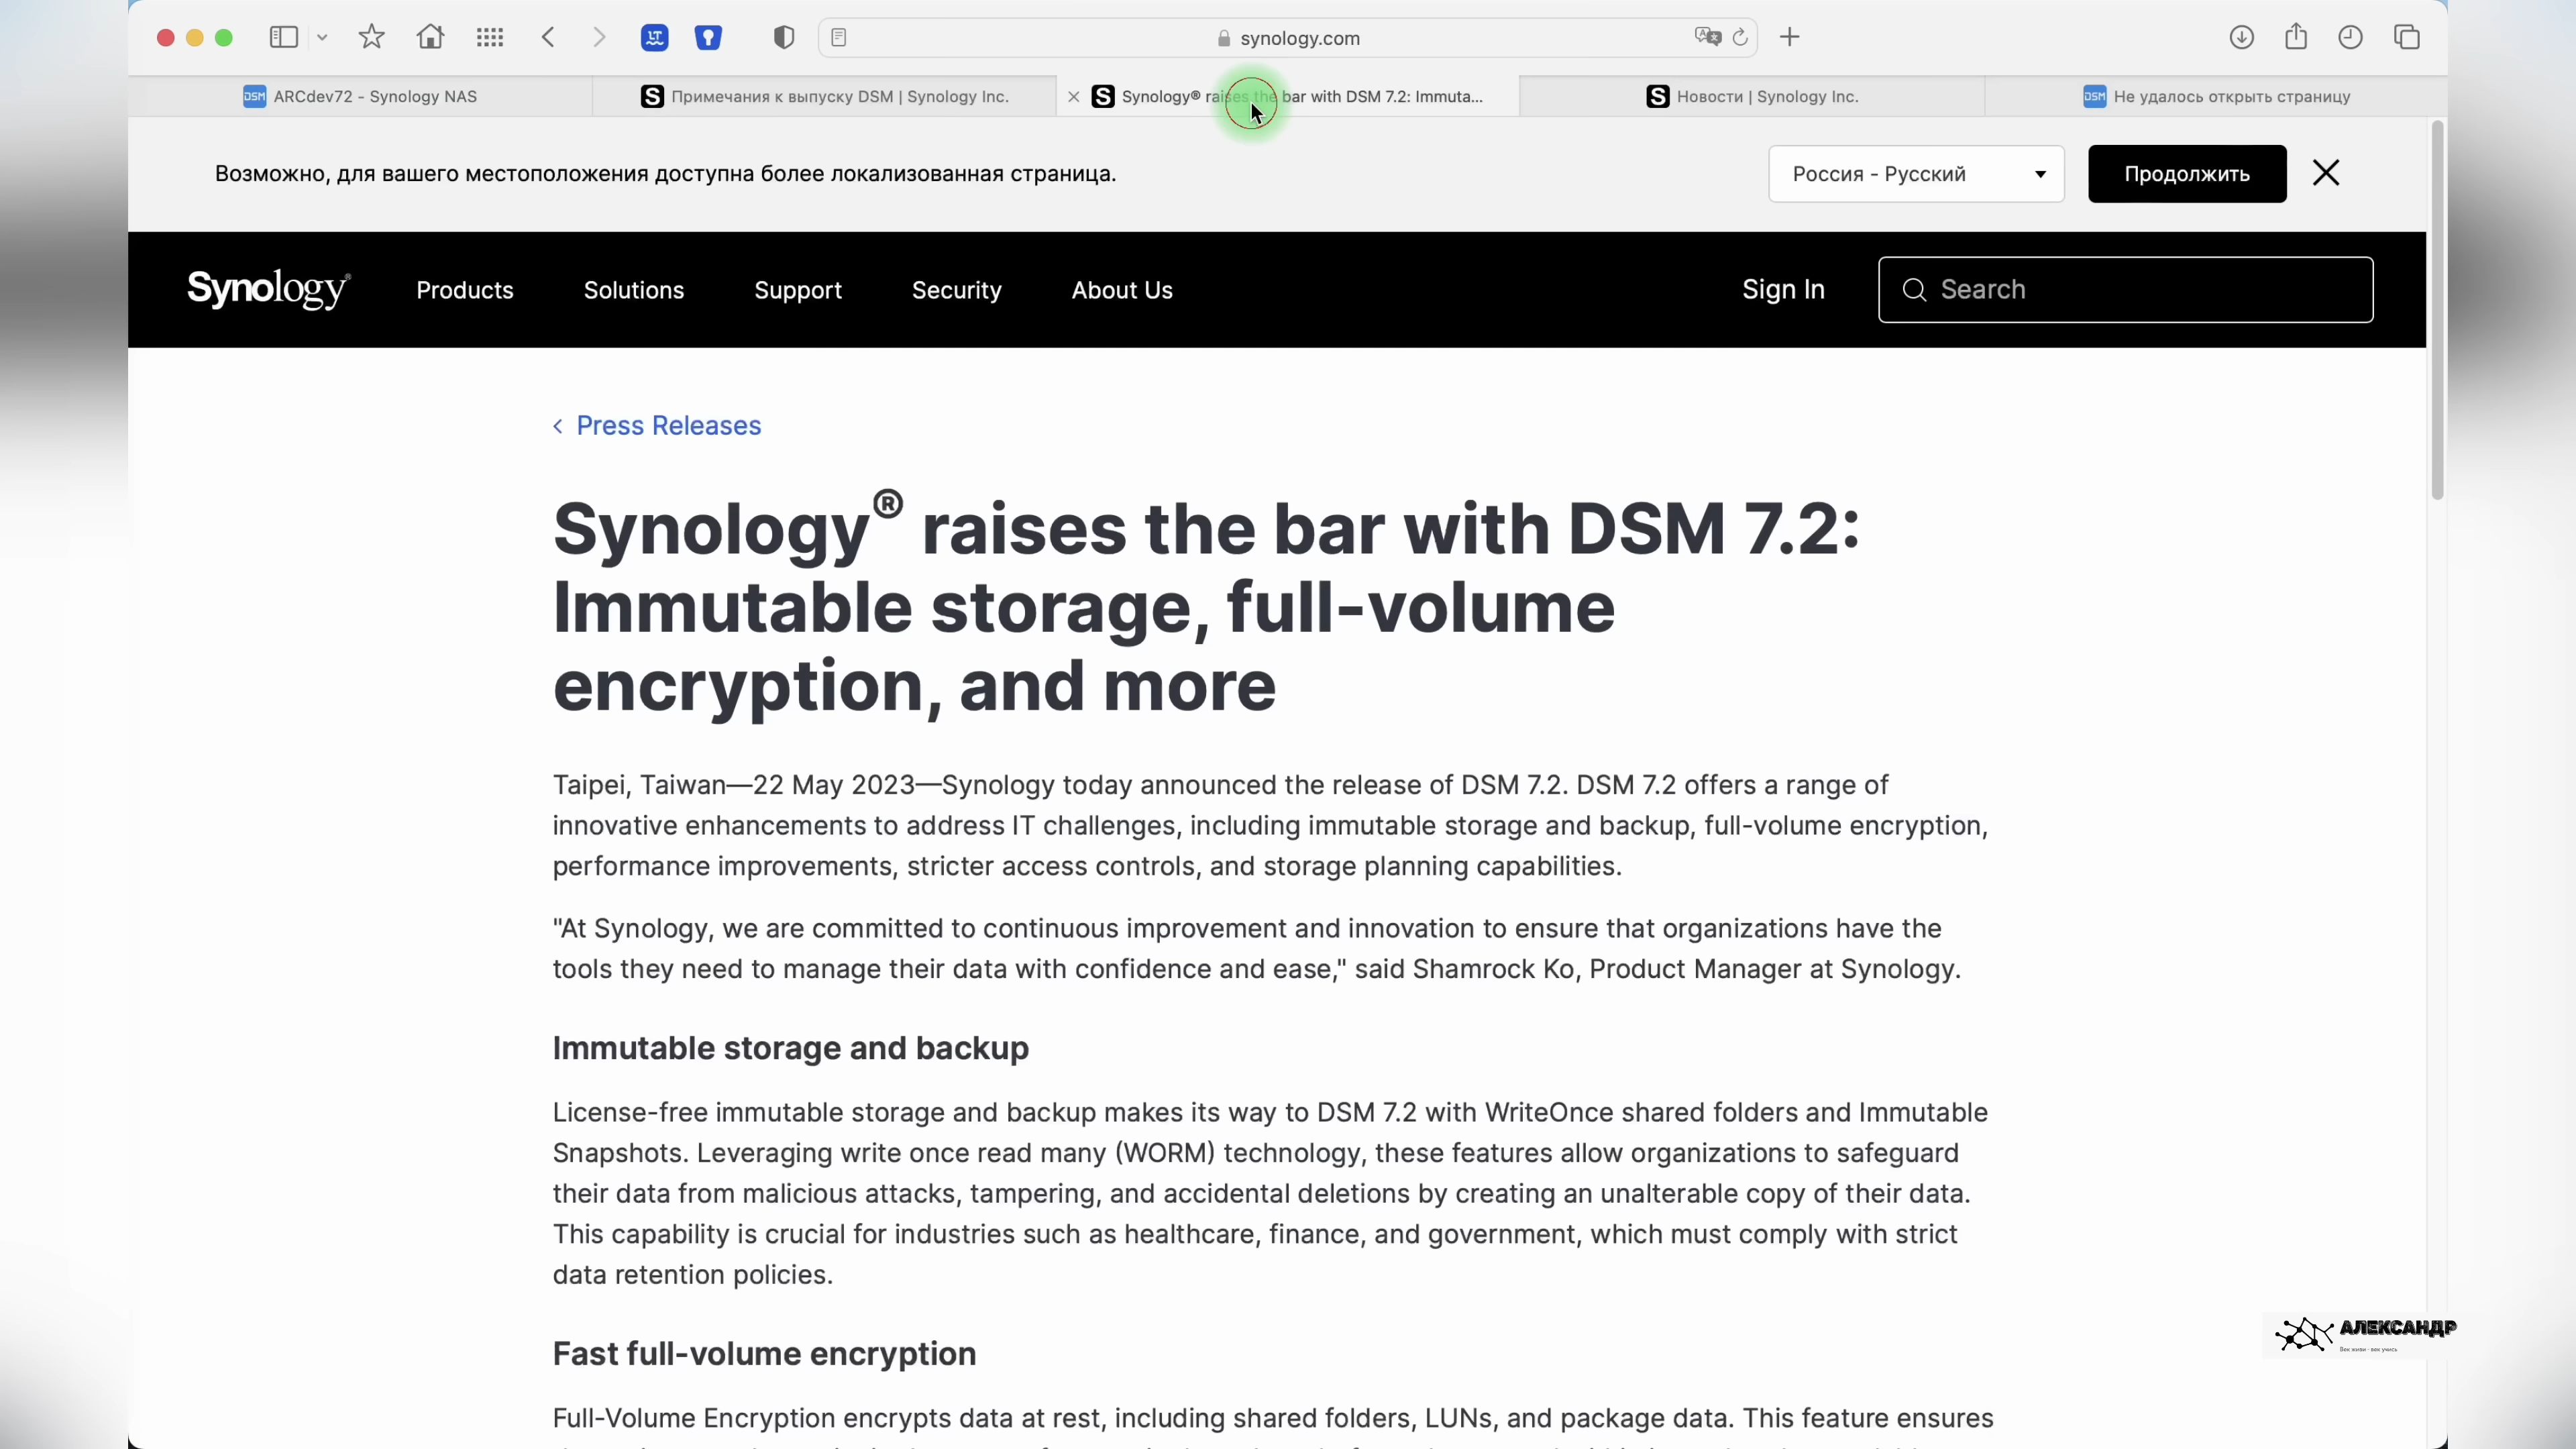 synology.com
ARCdev72 - Synology NAS
Примечания к выпуску DSM | Synology Inc.
Synology® raises the bar with DSM 7.2: Immuta...
Новости | Synology Inc.
Не удалось открыть страницу
Возможно, для вашего местоположения доступна более локализованная страница.
Россия - Русский
Продолжить
Synology®
Products
Solutions
Support
Security
About Us
Sign In
Search
Press Releases
Synology® raises the bar with DSM 7.2:
Immutable storage, full-volume
encryption, and more
Taipei, Taiwan—22 May 2023—Synology today announced the release of DSM 7.2. DSM 7.2 offers a range of
innovative enhancements to address IT challenges, including immutable storage and backup, full-volume encryption,
performance improvements, stricter access controls, and storage planning capabilities.
"At Synology, we are committed to continuous improvement and innovation to ensure that organizations have the
tools they need to manage their data with confidence and ease," said Shamrock Ko, Product Manager at Synology.
Immutable storage and backup
License-free immutable storage and backup makes its way to DSM 7.2 with WriteOnce shared folders and Immutable
Snapshots. Leveraging write once read many (WORM) technology, these features allow organizations to safeguard
their data from malicious attacks, tampering, and accidental deletions by creating an unalterable copy of their data.
This capability is crucial for industries such as healthcare, finance, and government, which must comply with strict
data retention policies.
АЛЕКСАНДР
Век живи - век учись
Fast full-volume encryption
Full-Volume Encryption encrypts data at rest, including shared folders, LUNs, and package data. This feature ensures